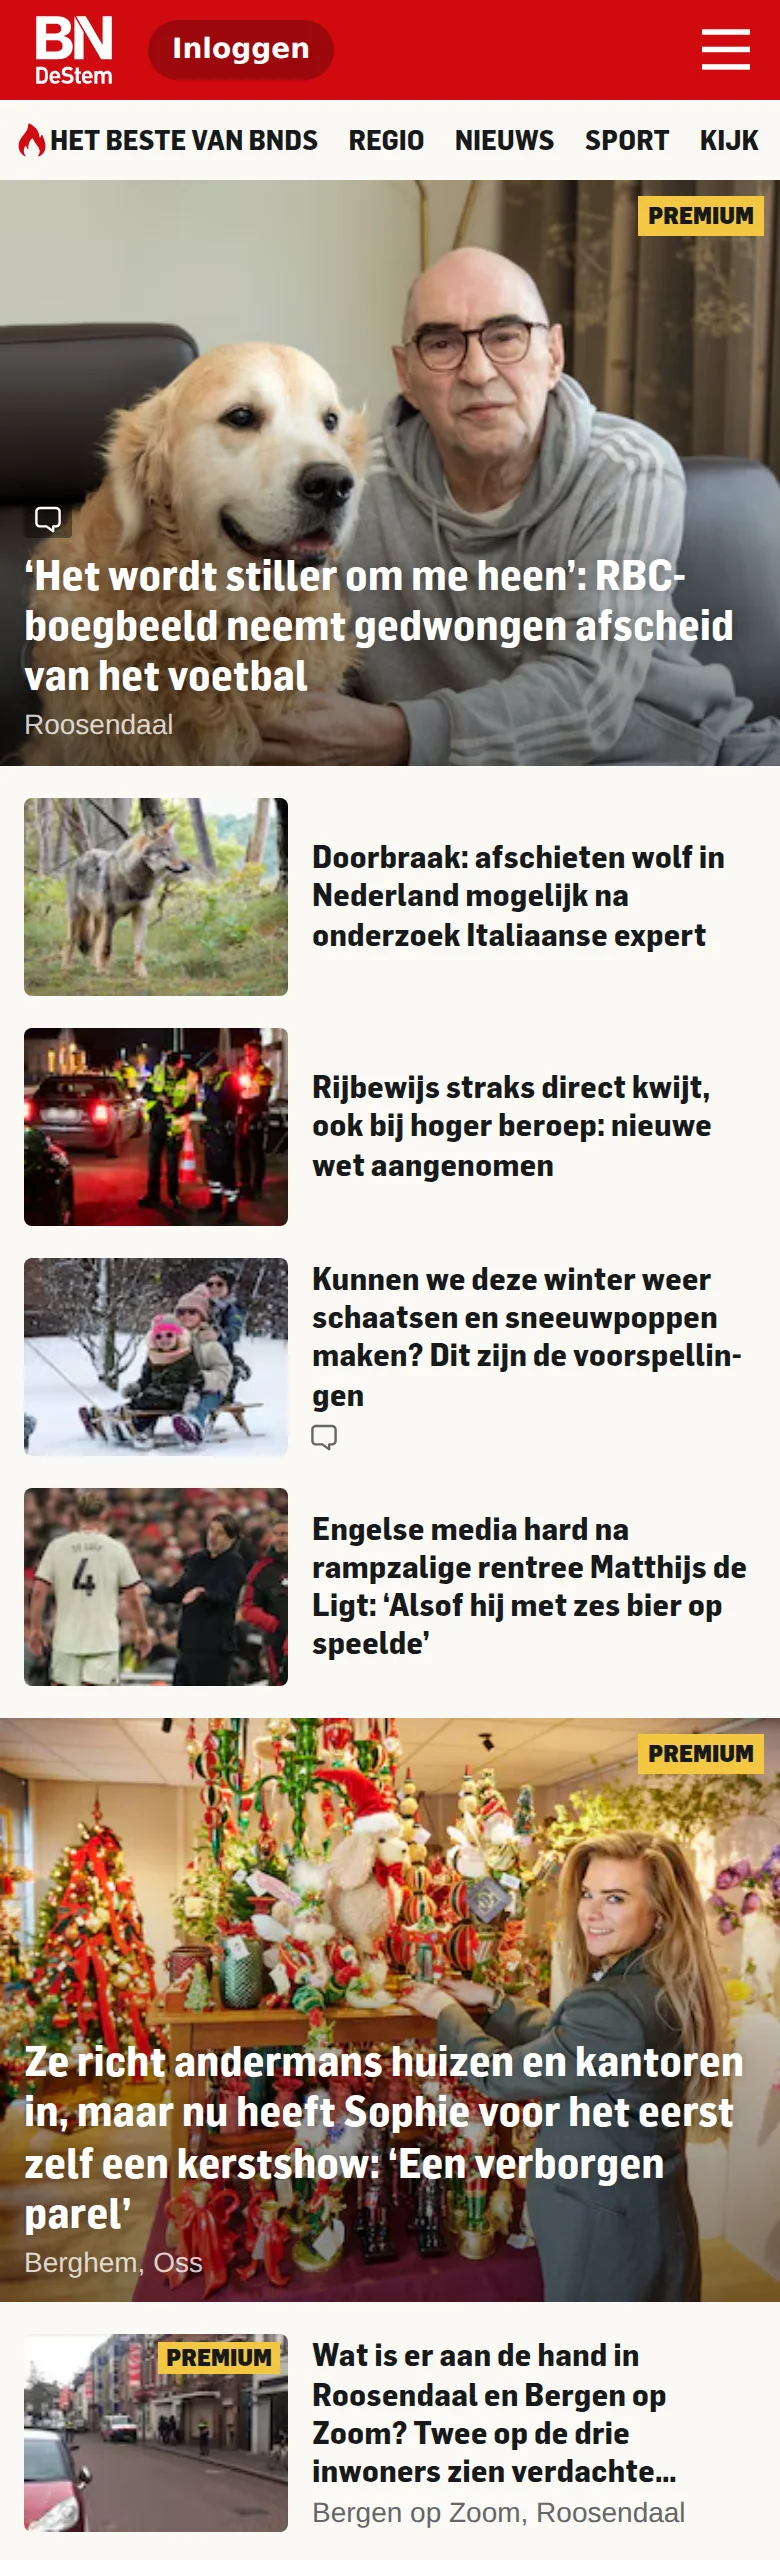 BN
DeStem
Inloggen
HET BESTE VAN BNDS REGIO NIEUWS SPORT KIJK
PREMIUM
‘Het wordt stiller om me heen’: RBC-
boegbeeld neemt gedwongen afscheid
van het voetbal
Roosendaal
Doorbraak: afschieten wolf in
Nederland mogelijk na
onderzoek Italiaanse expert
Rijbewijs straks direct kwijt,
ook bij hoger beroep: nieuwe
wet aangenomen
Kunnen we deze winter weer
schaatsen en sneeuwpoppen
maken? Dit zijn de voorspellin-
gen
4
Engelse media hard na
rampzalige rentree Matthijs de
Ligt: ‘Alsof hij met zes bier op
speelde’
PREMIUM
Ze richt andermans huizen en kantoren
in, maar nu heeft Sophie voor het eerst
zelf een kerstshow: ‘Een verborgen
parel’
Berghem, Oss
PREMIUM
Wat is er aan de hand in
Roosendaal en Bergen op
Zoom? Twee op de drie
inwoners zien verdachte...
Bergen op Zoom, Roosendaal